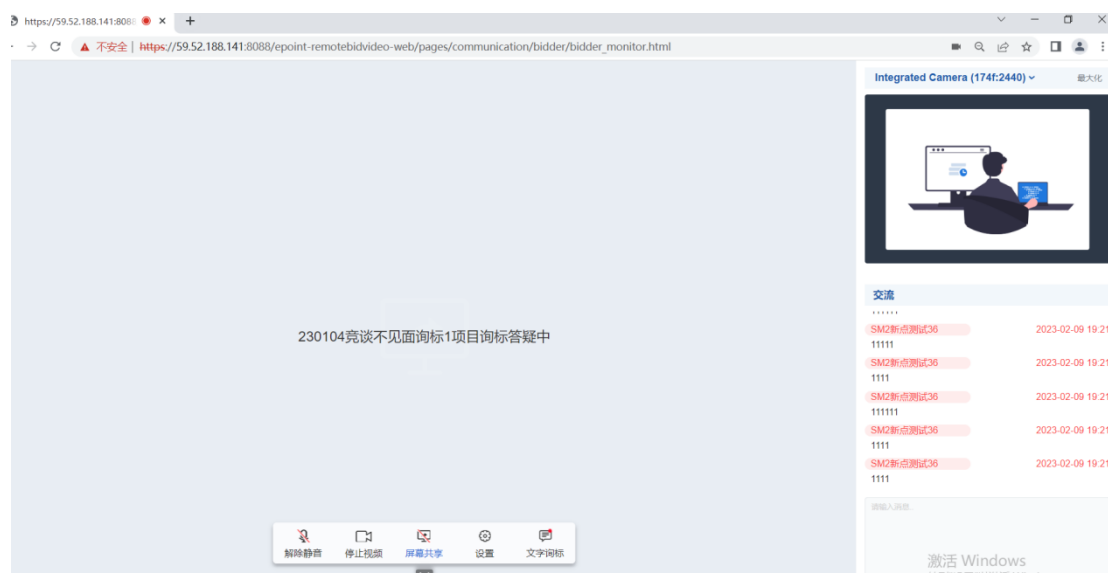 https://59.52.188.141:8088
不安全 | https://59.52.188.141:8088/epoint-remotebidvideo-web/pages/communication/bidder/bidder_monitor.html
Integrated Camera (174f:2440)
最大化
230104竞谈不见面询标1项目询标答疑中
交流
SM2新点测试36 2023-02-09 19:21
11111
SM2新点测试36 2023-02-09 19:21
1111
SM2新点测试36 2023-02-09 19:21
111111
SM2新点测试36 2023-02-09 19:21
1111
SM2新点测试36 2023-02-09 19:21
1111
请输入消息.
解除静音 停止视频 屏幕共享 设置 文字询标
激活 Windows